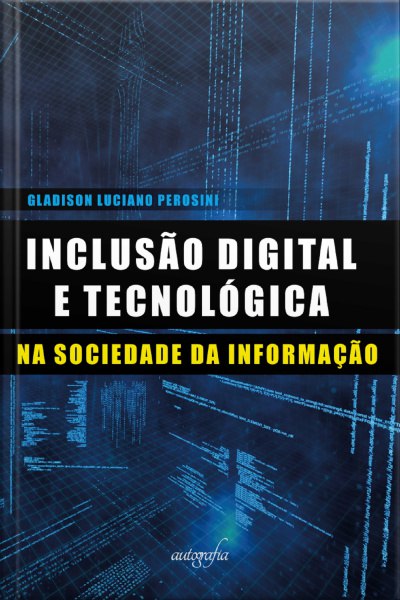 GLADISON LUCIANO PEROSINI
INCLUSÃO DIGITAL
E TECNOLÓGICA
NA SOCIEDADE DA INFORMAÇÃO
autografia